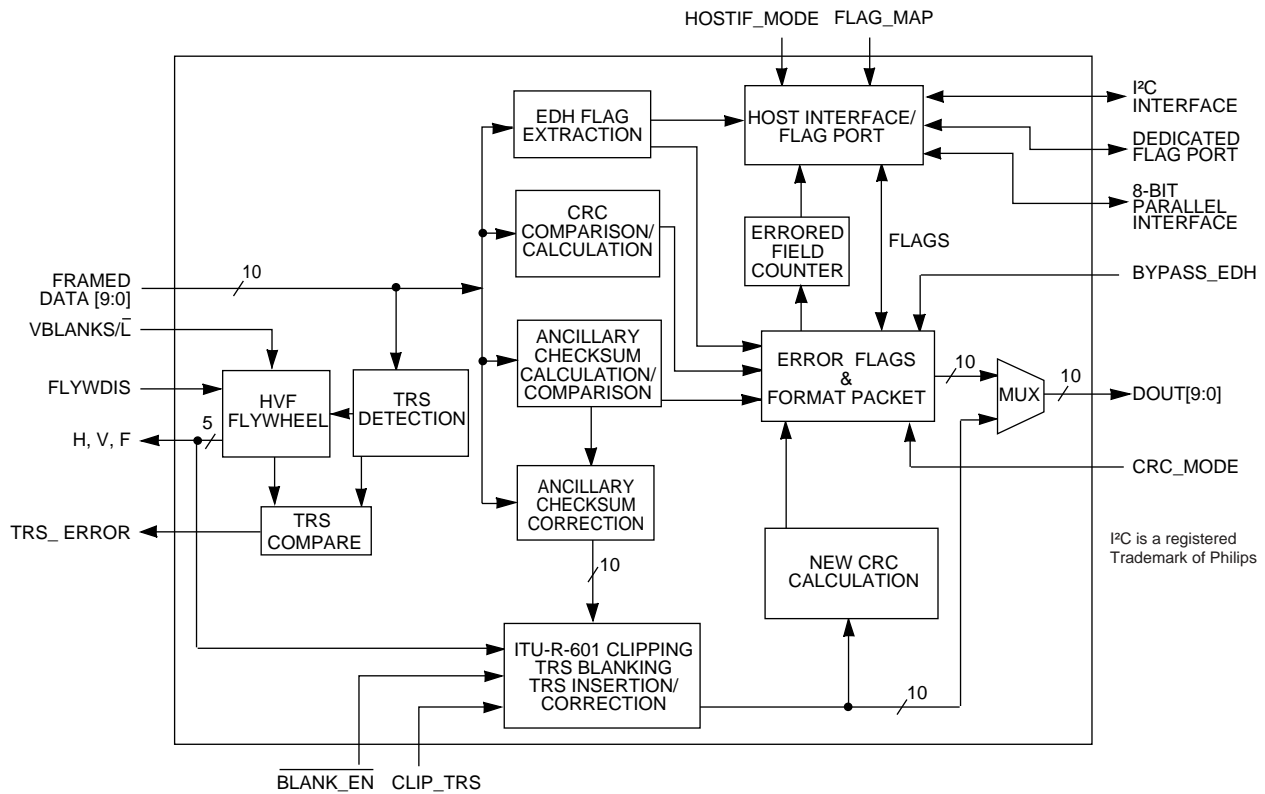 HOSTIF_MODE
FLAG_MAP
EDH FLAG
EXTRACTION
HOST INTERFACE/
FLAG PORT
I²C
INTERFACE
DEDICATED
FLAG PORT
8-BIT
PARALLEL
INTERFACE
CRC
COMPARISON/
CALCULATION
ERRORED
FIELD
COUNTER
FLAGS
FRAMED
DATA [9:0]
10
BYPASS_EDH
VBLANKS/L̅
FLYWDIS
HVF
FLYWHEEL
TRS
DETECTION
ANCILLARY
CHECKSUM
CALCULATION/
COMPARISON
ERROR FLAGS
&
FORMAT PACKET
10
MUX
10
DOUT[9:0]
H, V, F
5
CRC_MODE
TRS_ ERROR
TRS
COMPARE
ANCILLARY
CHECKSUM
CORRECTION
10
NEW CRC
CALCULATION
I²C is a registered
Trademark of Philips
ITU-R-601 CLIPPING
TRS BLANKING
TRS INSERTION/
CORRECTION
10
B̅L̅A̅N̅K̅_̅E̅N̅
CLIP_TRS